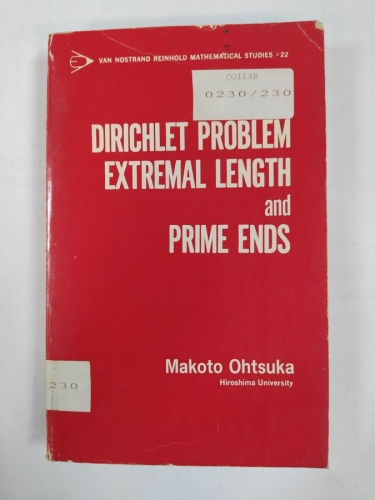 VAN NOSTRAND REINHOLD MATHEMATICAL STUDIES #22
COIIAR
0230/230
DIRICHLET PROBLEM
EXTREMAL LENGTH
and
PRIME ENDS
Makoto Ohtsuka
Hiroshima University
230